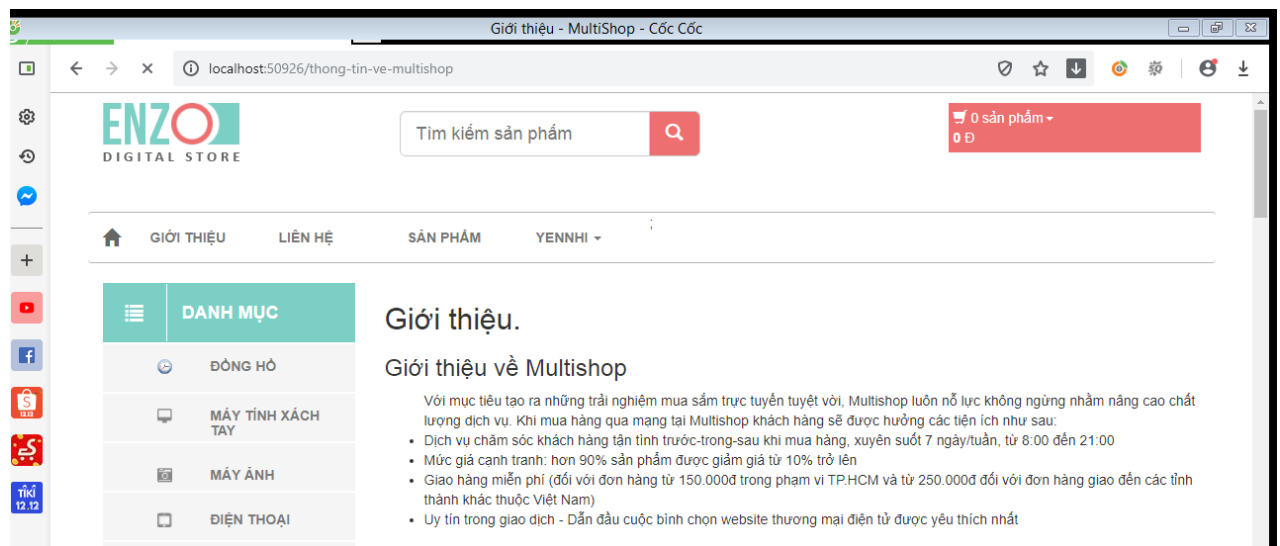 Giới thiệu - MultiShop - Cốc Cốc
localhost:50926/thong-tin-ve-multishop
ENZO
DIGITAL STORE
Tìm kiếm sản phẩm
0 sản phẩm
0 Đ
;
GIỚI THIỆU LIÊN HỆ SẢN PHẨM YENNHI
DANH MỤC
ĐỒNG HỒ
MÁY TÍNH XÁCH
TAY
MÁY ẢNH
ĐIỆN THOẠI
Giới thiệu.
Giới thiệu về Multishop
Với mục tiêu tạo ra những trải nghiệm mua sắm trực tuyến tuyệt vời, Multishop luôn nỗ lực không ngừng nhằm nâng cao chất
lượng dịch vụ. Khi mua hàng qua mạng tại Multishop khách hàng sẽ được hưởng các tiện ích như sau:
• Dịch vụ chăm sóc khách hàng tận tình trước-trong-sau khi mua hàng, xuyên suốt 7 ngày/tuần, từ 8:00 đến 21:00
• Mức giá cạnh tranh: hơn 90% sản phẩm được giảm giá từ 10% trở lên
• Giao hàng miễn phí (đối với đơn hàng từ 150.000đ trong phạm vi TP.HCM và từ 250.000đ đối với đơn hàng giao đến các tỉnh
thành khác thuộc Việt Nam)
• Uy tín trong giao dịch - Dẫn đầu cuộc bình chọn website thương mại điện tử được yêu thích nhất
S
12.12
TIKI
12.12